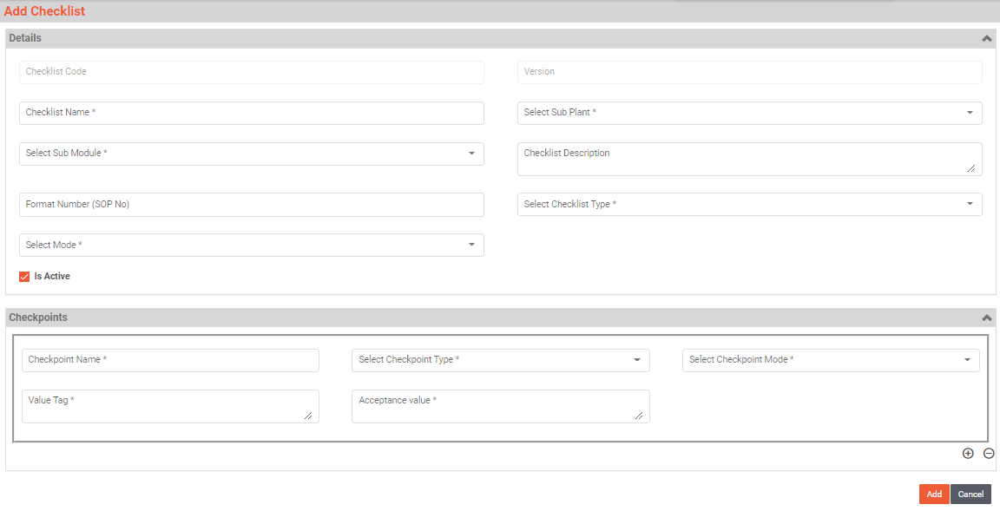 Add Checklist
Details
Checklist Code
Version
Checklist Name *
Select Sub Plant *
Select Sub Module *
Checklist Description
Format Number (SOP No)
Select Checklist Type *
Select Mode *
Is Active
Checkpoints
Checkpoint Name *
Select Checkpoint Type *
Select Checkpoint Mode *
Value Tag *
Acceptance value *
Add
Cancel